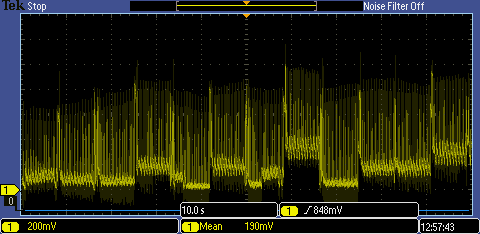 Tek Stop Noise Filter Off
1
0
10.0 s 1 848mV
1 200mV 1 Mean 190mV 12:57:43